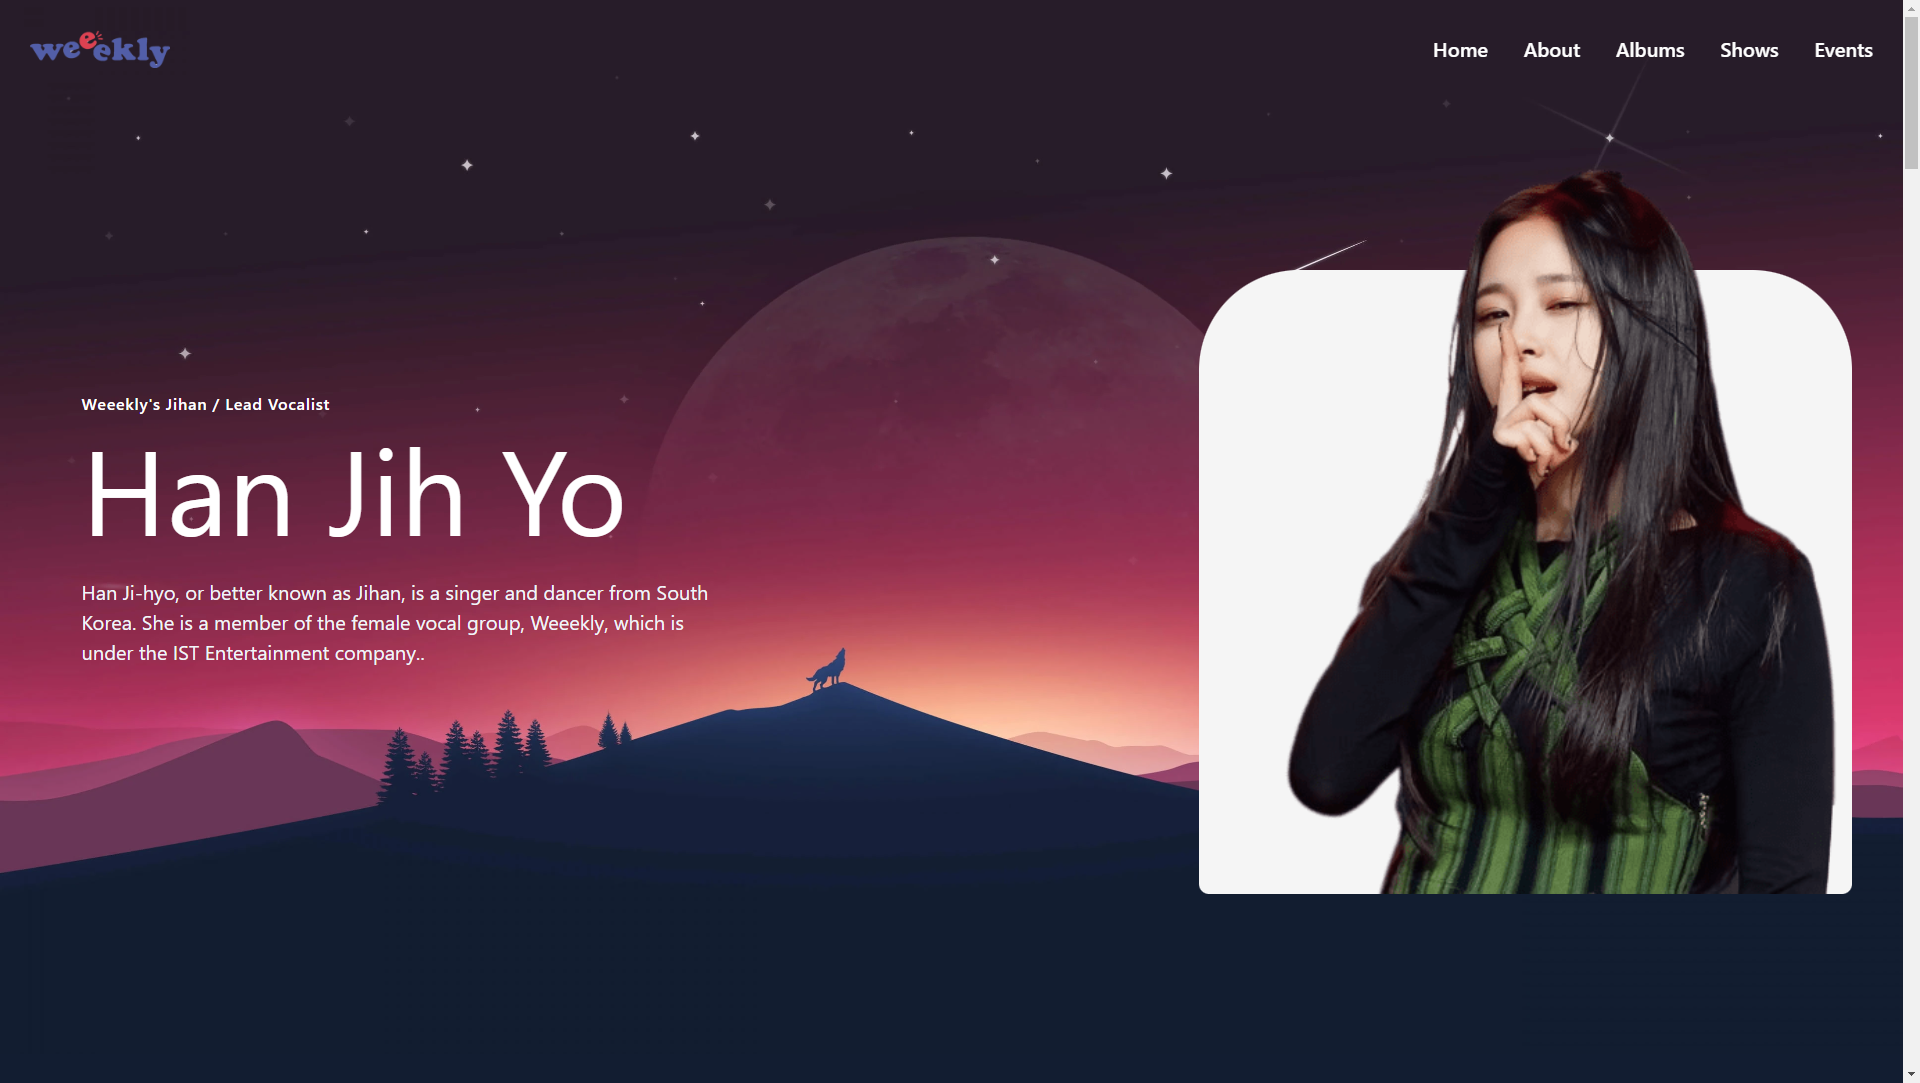 weeekly
Home About Albums Shows Events
Weeekly's Jihan / Lead Vocalist
Han Jih Yo
Han Ji-hyo, or better known as Jihan, is a singer and dancer from South
Korea. She is a member of the female vocal group, Weeekly, which is
under the IST Entertainment company..